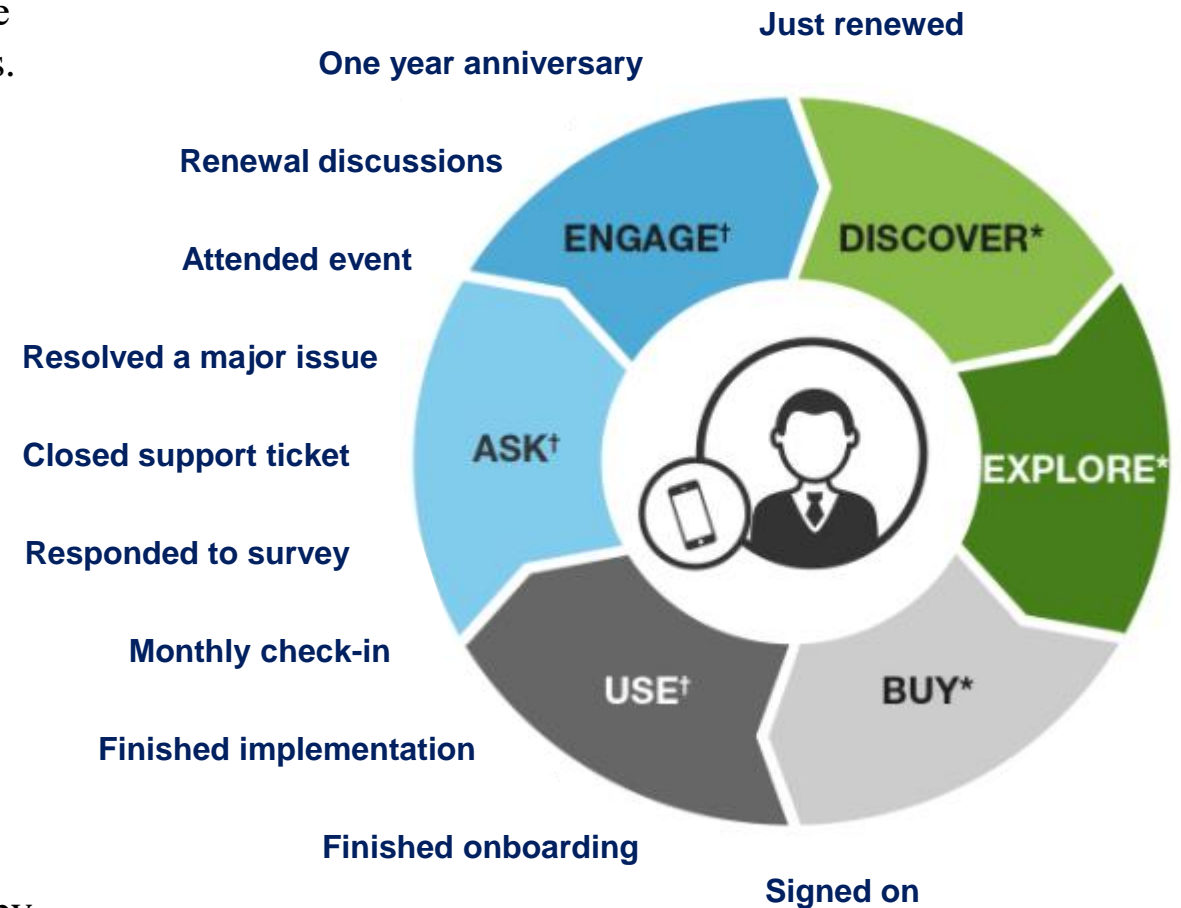 Just renewed
One year anniversary
Renewal discussions
Attended event
Resolved a major issue
Closed support ticket
Responded to survey
Monthly check-in
Finished implementation
Finished onboarding
Signed on
ENGAGE†
DISCOVER*
ASK†
EXPLORE*
USE†
BUY*